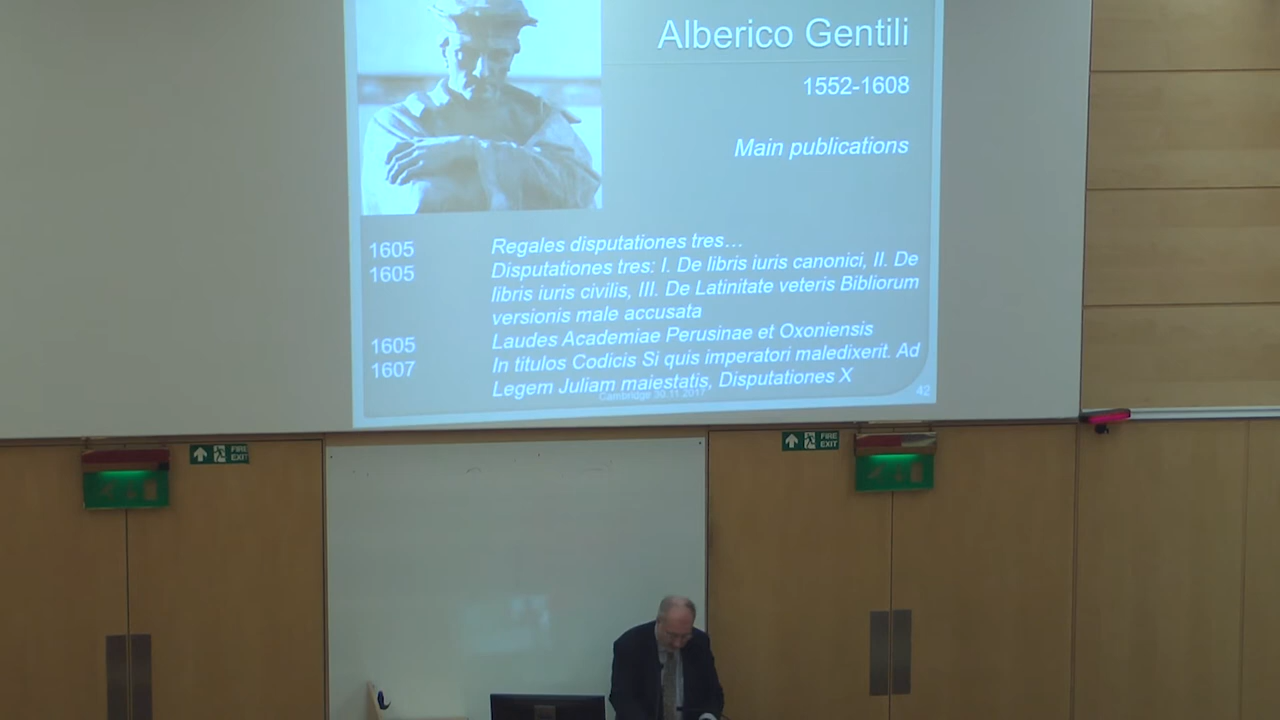 Alberico Gentili
1552-1608
Main publications
1605 Regales disputationes tres…
1605 Disputationes tres: I. De libris iuris canonici, II. De
libris iuris civilis, III. De Latinitate veteris Bibliorum
versionis male accusata
1605 Laudes Academiae Perusinae et Oxoniensis
1607 In titulos Codicis Si quis imperatori maledixerit. Ad
Legem Juliam maiestatis, Disputationes X
Cambridge 30.11 2017
42
FIRE
EXIT
FIRE
EXIT